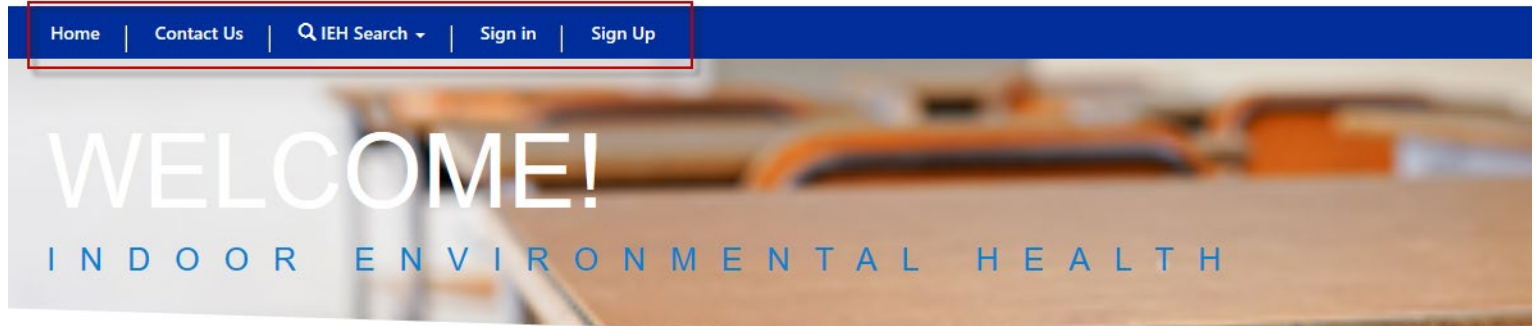 Home | Contact Us | IEH Search | Sign in | Sign Up
WELCOME!
INDOOR ENVIRONMENTAL HEALTH